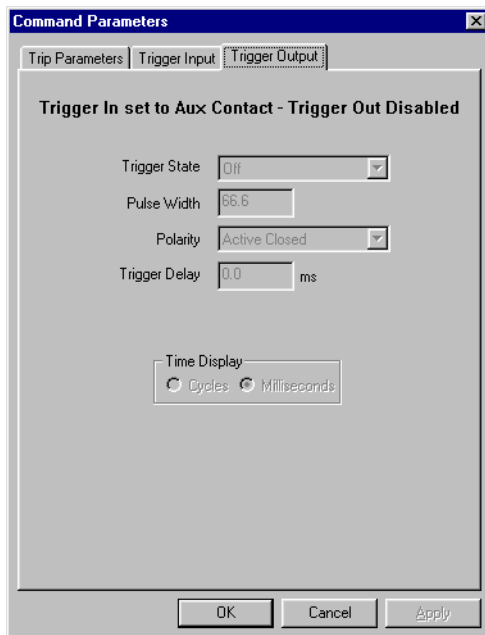 Command Parameters
Trip Parameters Trigger Input Trigger Output
Trigger In set to Aux Contact - Trigger Out Disabled
Trigger State Off
Pulse Width 66.6
Polarity Active Closed
Trigger Delay 0.0 ms
Time Display
Cycles Milliseconds
OK Cancel Apply